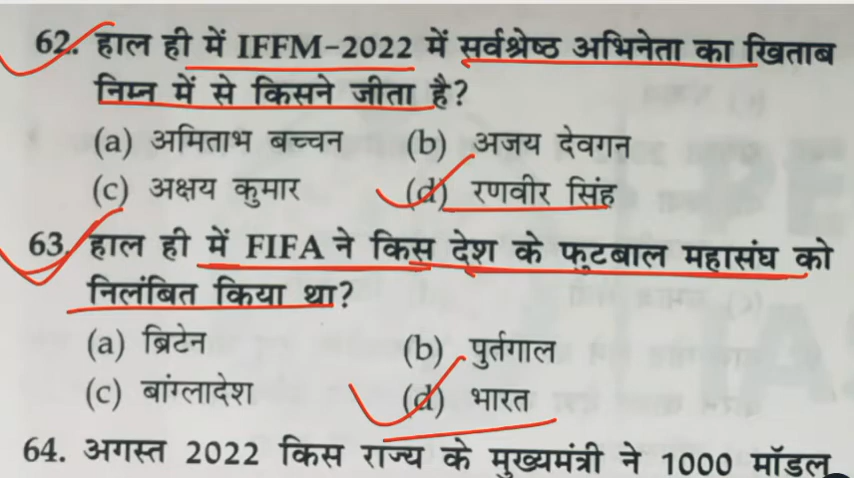 62. हाल ही में IFFM-2022 में सर्वश्रेष्ठ अभिनेता का खिताब
निम्न में से किसने जीता है?
(a) अमिताभ बच्चन (b) अजय देवगन
(c) अक्षय कुमार (d) रणवीर सिंह
63. हाल ही में FIFA ने किस देश के फुटबाल महासंघ को
निलंबित किया था?
(a) ब्रिटेन (b) पुर्तगाल
(c) बांग्लादेश (d) भारत
64. अगस्त 2022 किस राज्य के मुख्यमंत्री ने 1000 मॉडल